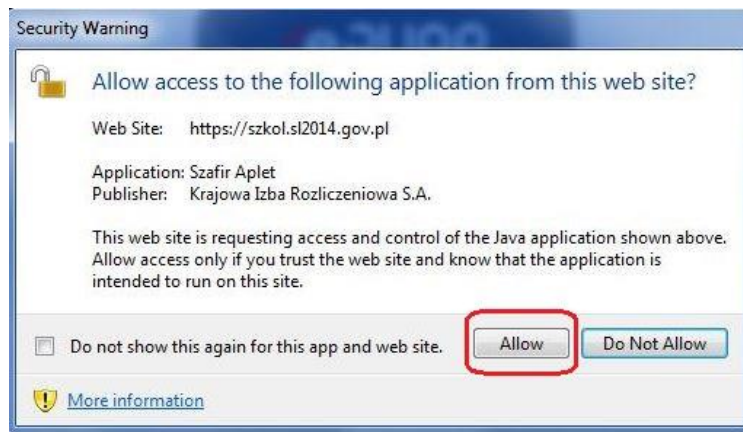 Security Warning
Allow access to the following application from this web site?
Web Site: https://szkol.sl2014.gov.pl
Application: Szafir Aplet
Publisher: Krajowa Izba Rozliczeniowa S.A.
This web site is requesting access and control of the Java application shown above.
Allow access only if you trust the web site and know that the application is
intended to run on this site.
Do not show this again for this app and web site.
Allow
Do Not Allow
More information